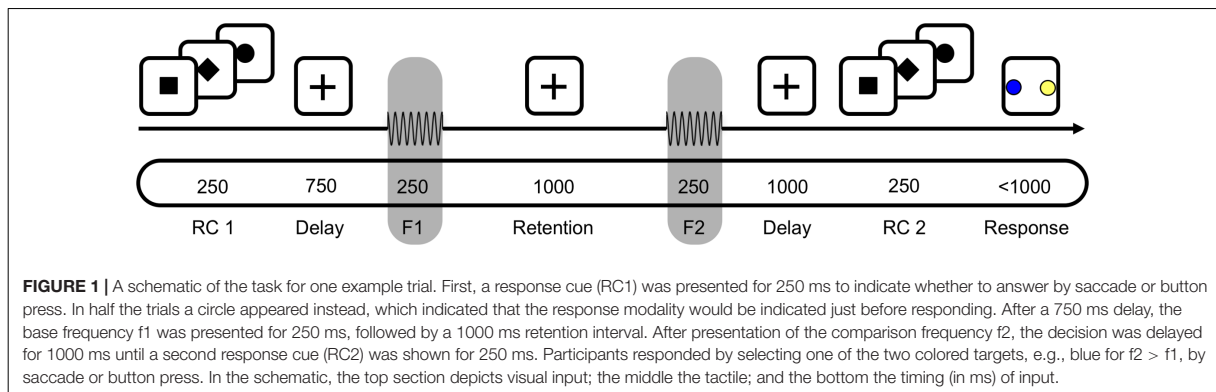 250 750 250 1000 250 1000 250 <1000
RC 1 Delay F1 Retention F2 Delay RC 2 Response
FIGURE 1 | A schematic of the task for one example trial. First, a response cue (RC1) was presented for 250 ms to indicate whether to answer by saccade or button
press. In half the trials a circle appeared instead, which indicated that the response modality would be indicated just before responding. After a 750 ms delay, the
base frequency f1 was presented for 250 ms, followed by a 1000 ms retention interval. After presentation of the comparison frequency f2, the decision was delayed
for 1000 ms until a second response cue (RC2) was shown for 250 ms. Participants responded by selecting one of the two colored targets, e.g., blue for f2 > f1, by
saccade or button press. In the schematic, the top section depicts visual input; the middle the tactile; and the bottom the timing (in ms) of input.